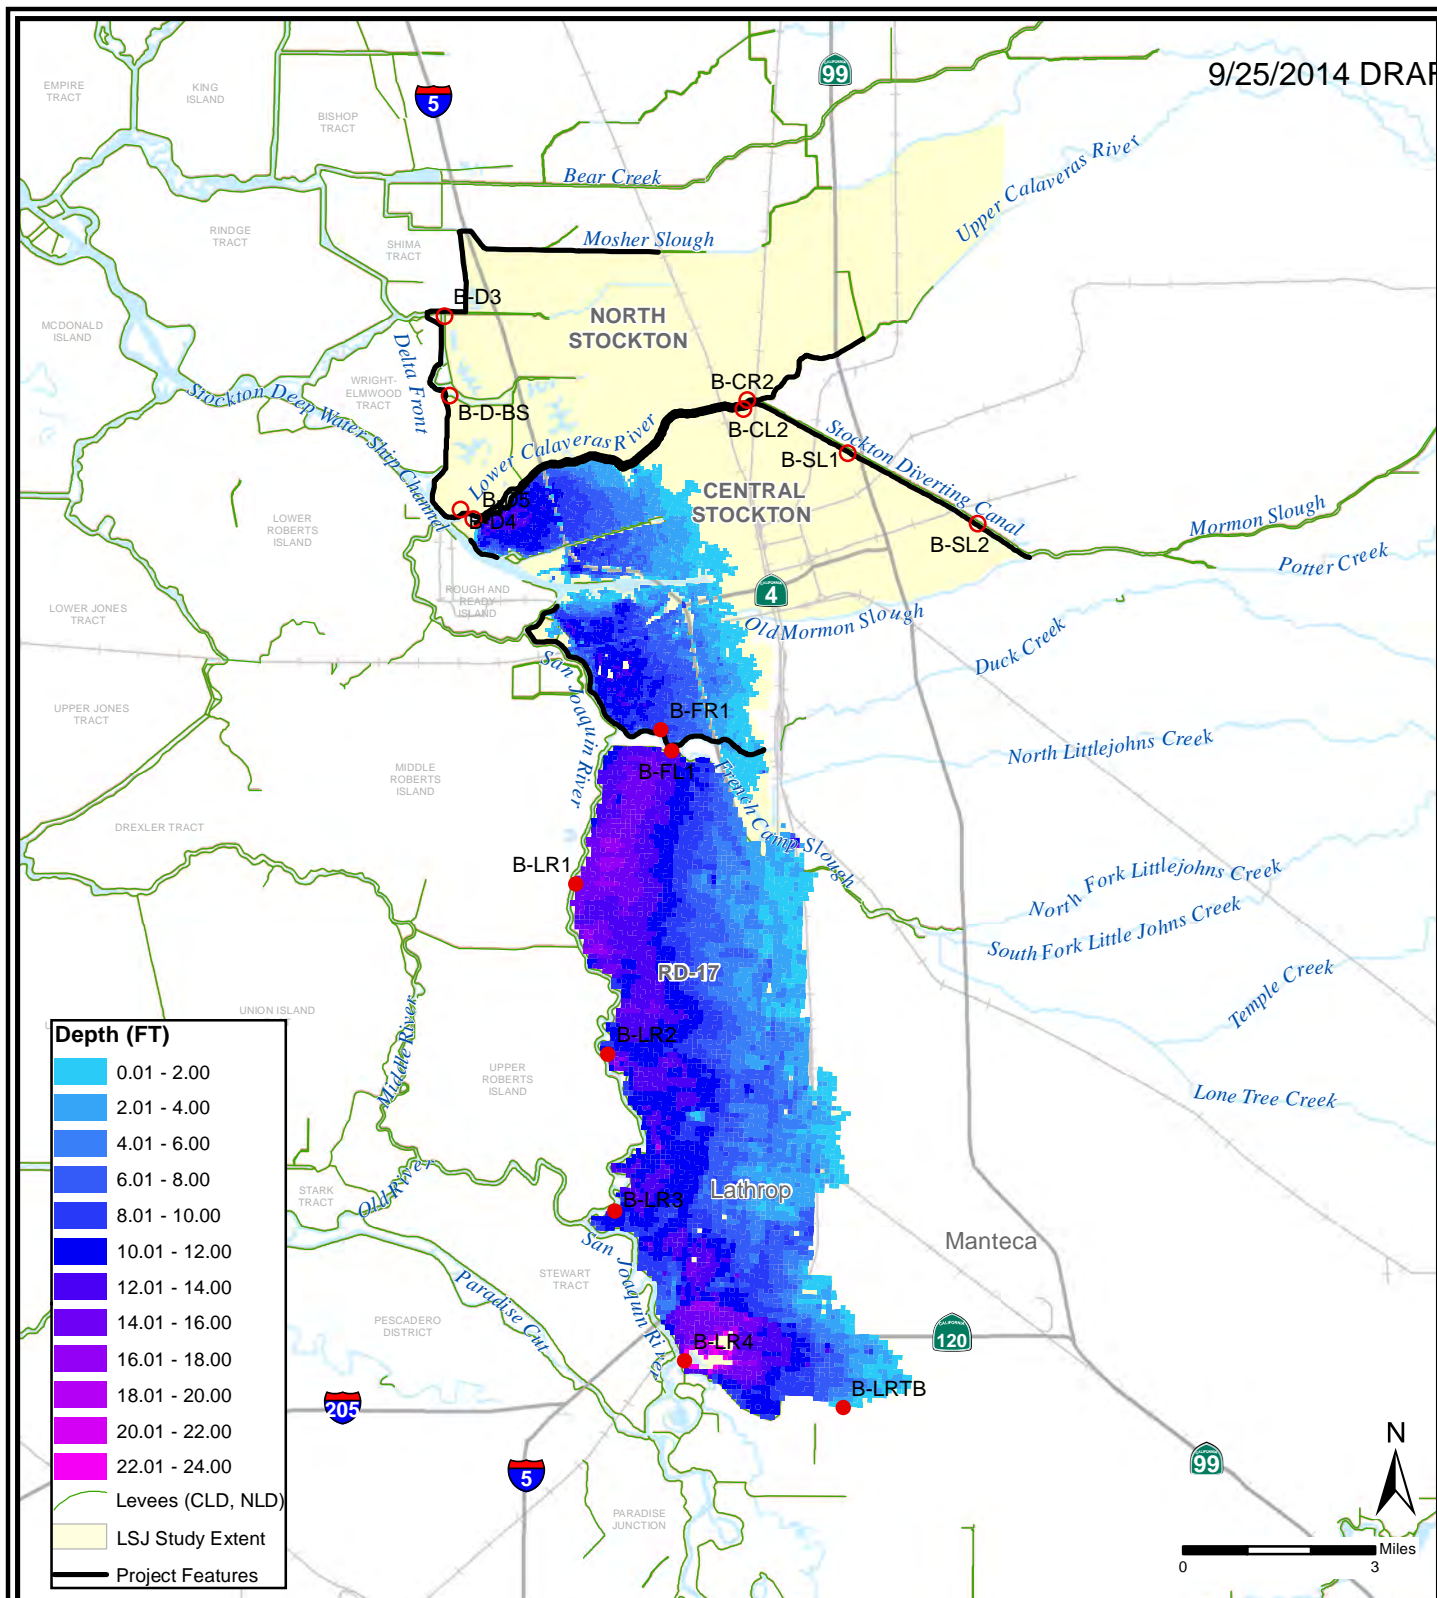 9/25/2014 DRAF
EMPIRE
TRACT
KING
ISLAND
BISHOP
TRACT
5
CALIFORNIA
99
Bear Creek
Upper Calaveras River
RINDGE
TRACT
SHIMA
TRACT
Mosher Slough
B-D3
NORTH
STOCKTON
MCDONALD
ISLAND
Delta Front
WRIGHT-
ELMWOOD
TRACT
Stockton Deep Water Ship Channel
B-D-BS
B-CR2
B-CL2
Lower Calaveras River
B-SL1
Stockton Diverting Canal
CENTRAL
STOCKTON
B-D5
B-D4
LOWER
ROBERTS
ISLAND
B-SL2
Mormon Slough
Potter Creek
ROUGH AND
READY
ISLAND
CALIFORNIA
4
LOWER JONES
TRACT
Old Mormon Slough
Duck Creek
San Joaquin River
UPPER JONES
TRACT
B-FR1
North Littlejohns Creek
MIDDLE
ROBERTS
ISLAND
B-FL1
French Camp Slough
DREXLER TRACT
B-LR1
North Fork Littlejohns Creek
South Fork Little Johns Creek
RD-17
Temple Creek
UNION ISLAND
Middle River
B-LR2
UPPER
ROBERTS
ISLAND
Lone Tree Creek
STARK
TRACT
Old River
Lathrop
B-LR3
Manteca
San Joaquin River
STEWART
TRACT
Paradise Cut
PESCADERO
DISTRICT
B-LR4
CALIFORNIA
120
B-LRTB
205
5
CALIFORNIA
99
PARADISE
JUNCTION
Depth (FT)
0.01 - 2.00
2.01 - 4.00
4.01 - 6.00
6.01 - 8.00
8.01 - 10.00
10.01 - 12.00
12.01 - 14.00
14.01 - 16.00
16.01 - 18.00
18.01 - 20.00
20.01 - 22.00
22.01 - 24.00
Levees (CLD, NLD)
LSJ Study Extent
Project Features
N
Miles
0 3